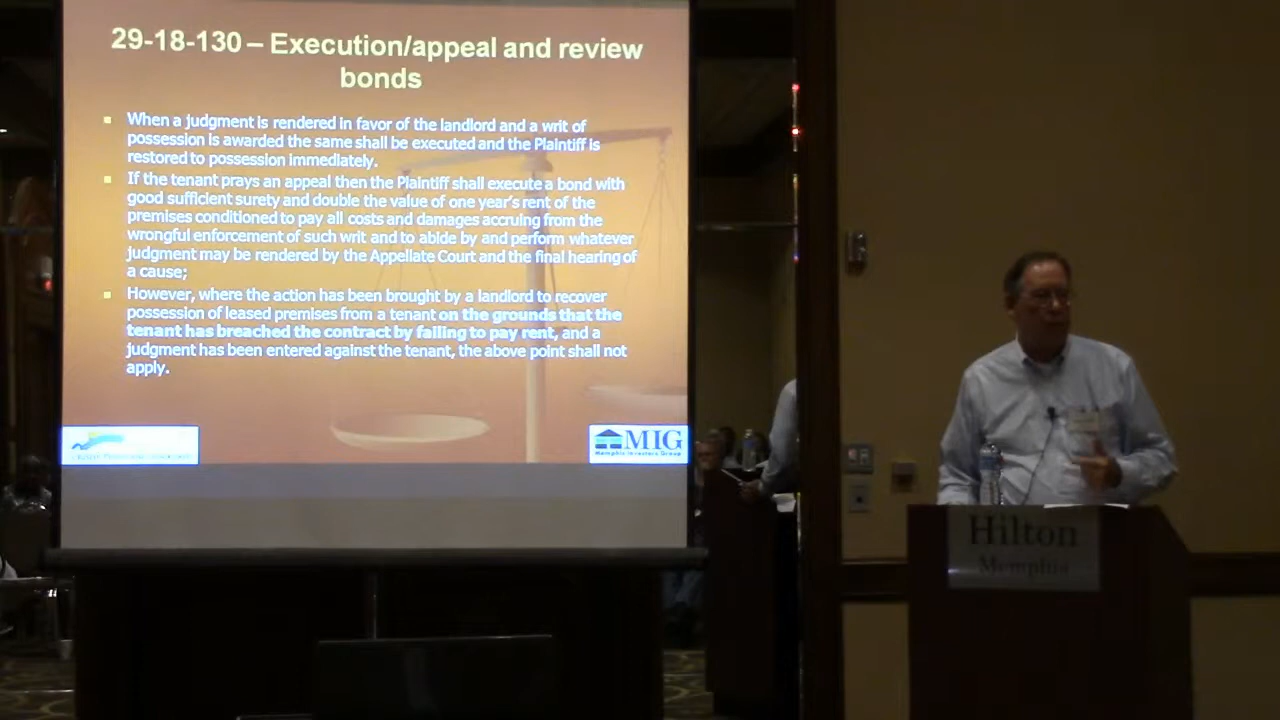 29-18-130 – Execution/appeal and review
bonds
When a judgment is rendered in favor of the landlord and a writ of
possession is awarded the same shall be executed and the Plaintiff is
restored to possession immediately.
If the tenant prays an appeal then the Plaintiff shall execute a bond with
good sufficient surety and double the value of one year's rent of the
premises conditioned to pay all costs and damages accruing from the
wrongful enforcement of such writ and to abide by and perform whatever
judgment may be rendered by the Appellate Court and the final hearing of
a cause;
However, where the action has been brought by a landlord to recover
possession of leased premises from a tenant on the grounds that the
tenant has breached the contract by failing to pay rent, and a
judgment has been entered against the tenant, the above point shall not
apply.
MIG
Memphis Investors Group
Hilton
Memphis